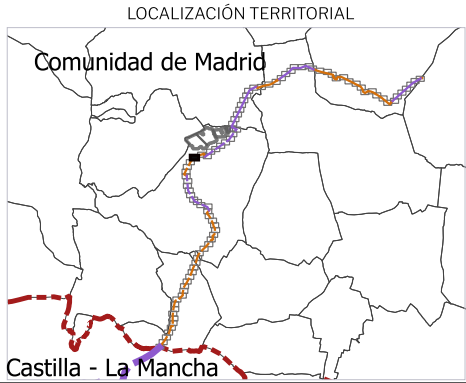 LOCALIZACIÓN TERRITORIAL
Comunidad de Madrid
Castilla - La Mancha